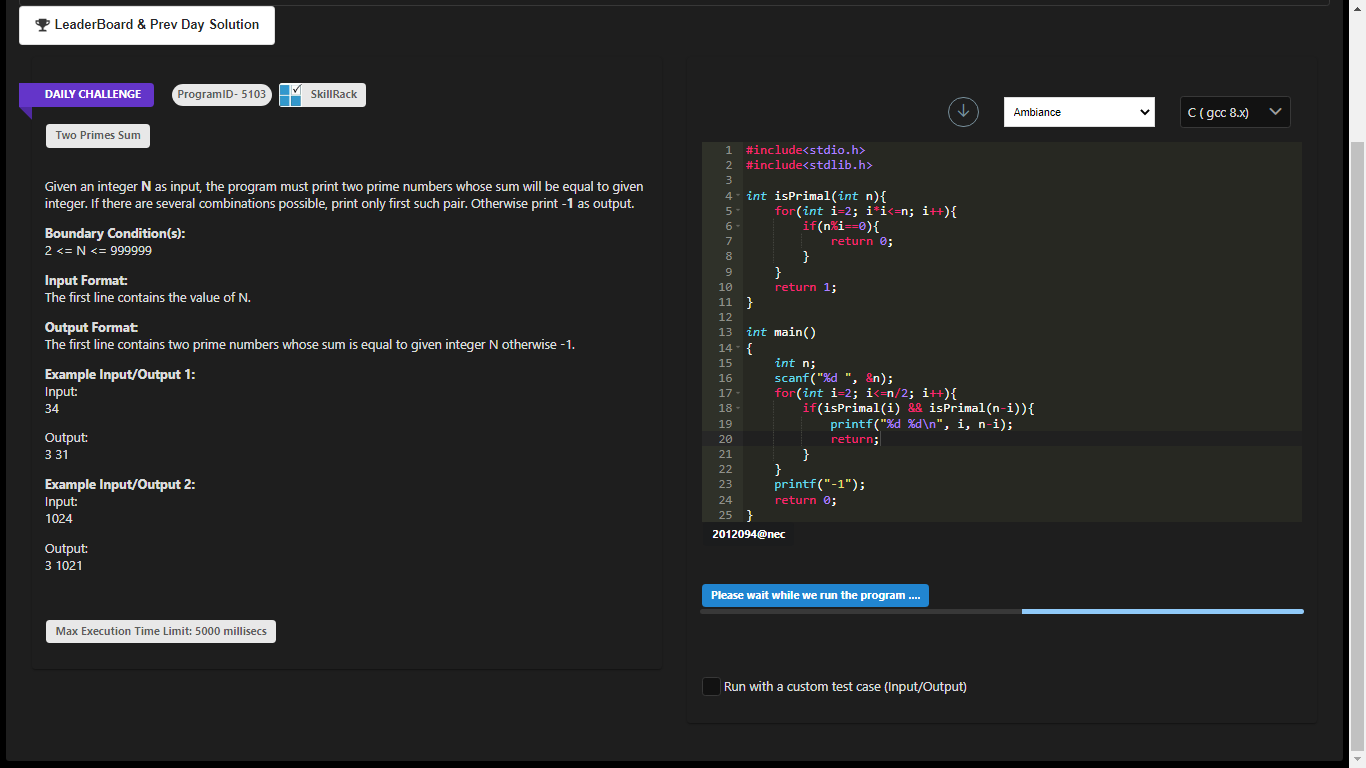 LeaderBoard & Prev Day Solution
DAILY CHALLENGE
ProgramID- 5103
SkillRack
Two Primes Sum
Given an integer N as input, the program must print two prime numbers whose sum will be equal to given
integer. If there are several combinations possible, print only first such pair. Otherwise print -1 as output.
Boundary Condition(s):
2 <= N <= 999999
Input Format:
The first line contains the value of N.
Output Format:
The first line contains two prime numbers whose sum is equal to given integer N otherwise -1.
Example Input/Output 1:
Input:
34
Output:
3 31
Example Input/Output 2:
Input:
1024
Output:
3 1021
Max Execution Time Limit: 5000 millisecs
Ambiance
C ( gcc 8.x)
1 #include<stdio.h>
2 #include<stdlib.h>
3
4 int isPrimal(int n){
5     for(int i=2; i*i<=n; i++){
6         if(n%i==0){
7             return 0;
8         }
9     }
10     return 1;
11 }
12
13 int main()
14 {
15     int n;
16     scanf("%d ", &n);
17     for(int i=2; i<=n/2; i++){
18         if(isPrimal(i) && isPrimal(n-i)){
19             printf("%d %d\n", i, n-i);
20             return;
21         }
22     }
23     printf("-1");
24     return 0;
25 }
2012094@nec
Please wait while we run the program ....
Run with a custom test case (Input/Output)